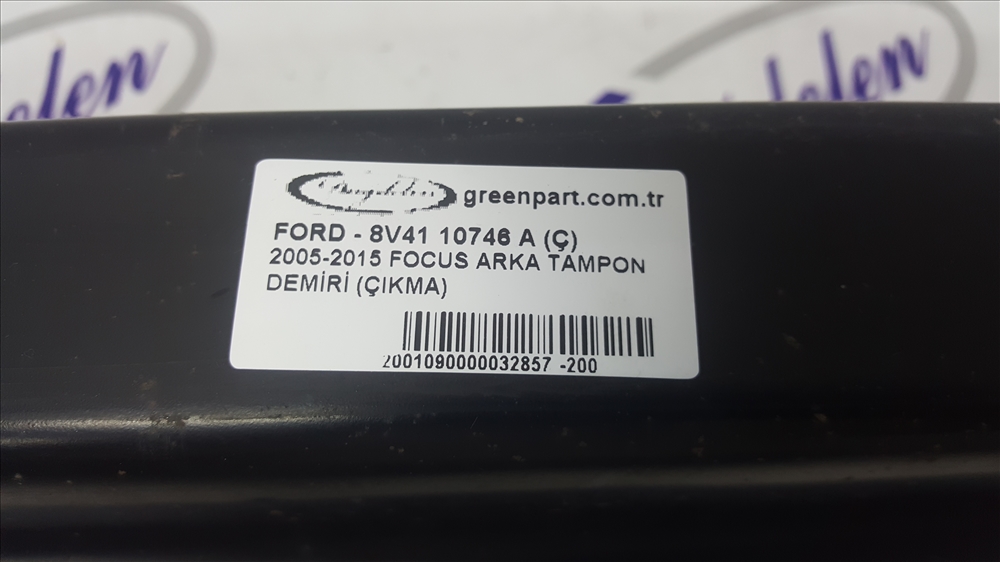 greenpart.com.tr
FORD - 8V41 10746 A (Ç)
2005-2015 FOCUS ARKA TAMPON
DEMİRİ (ÇIKMA)
2001090000032857 -200